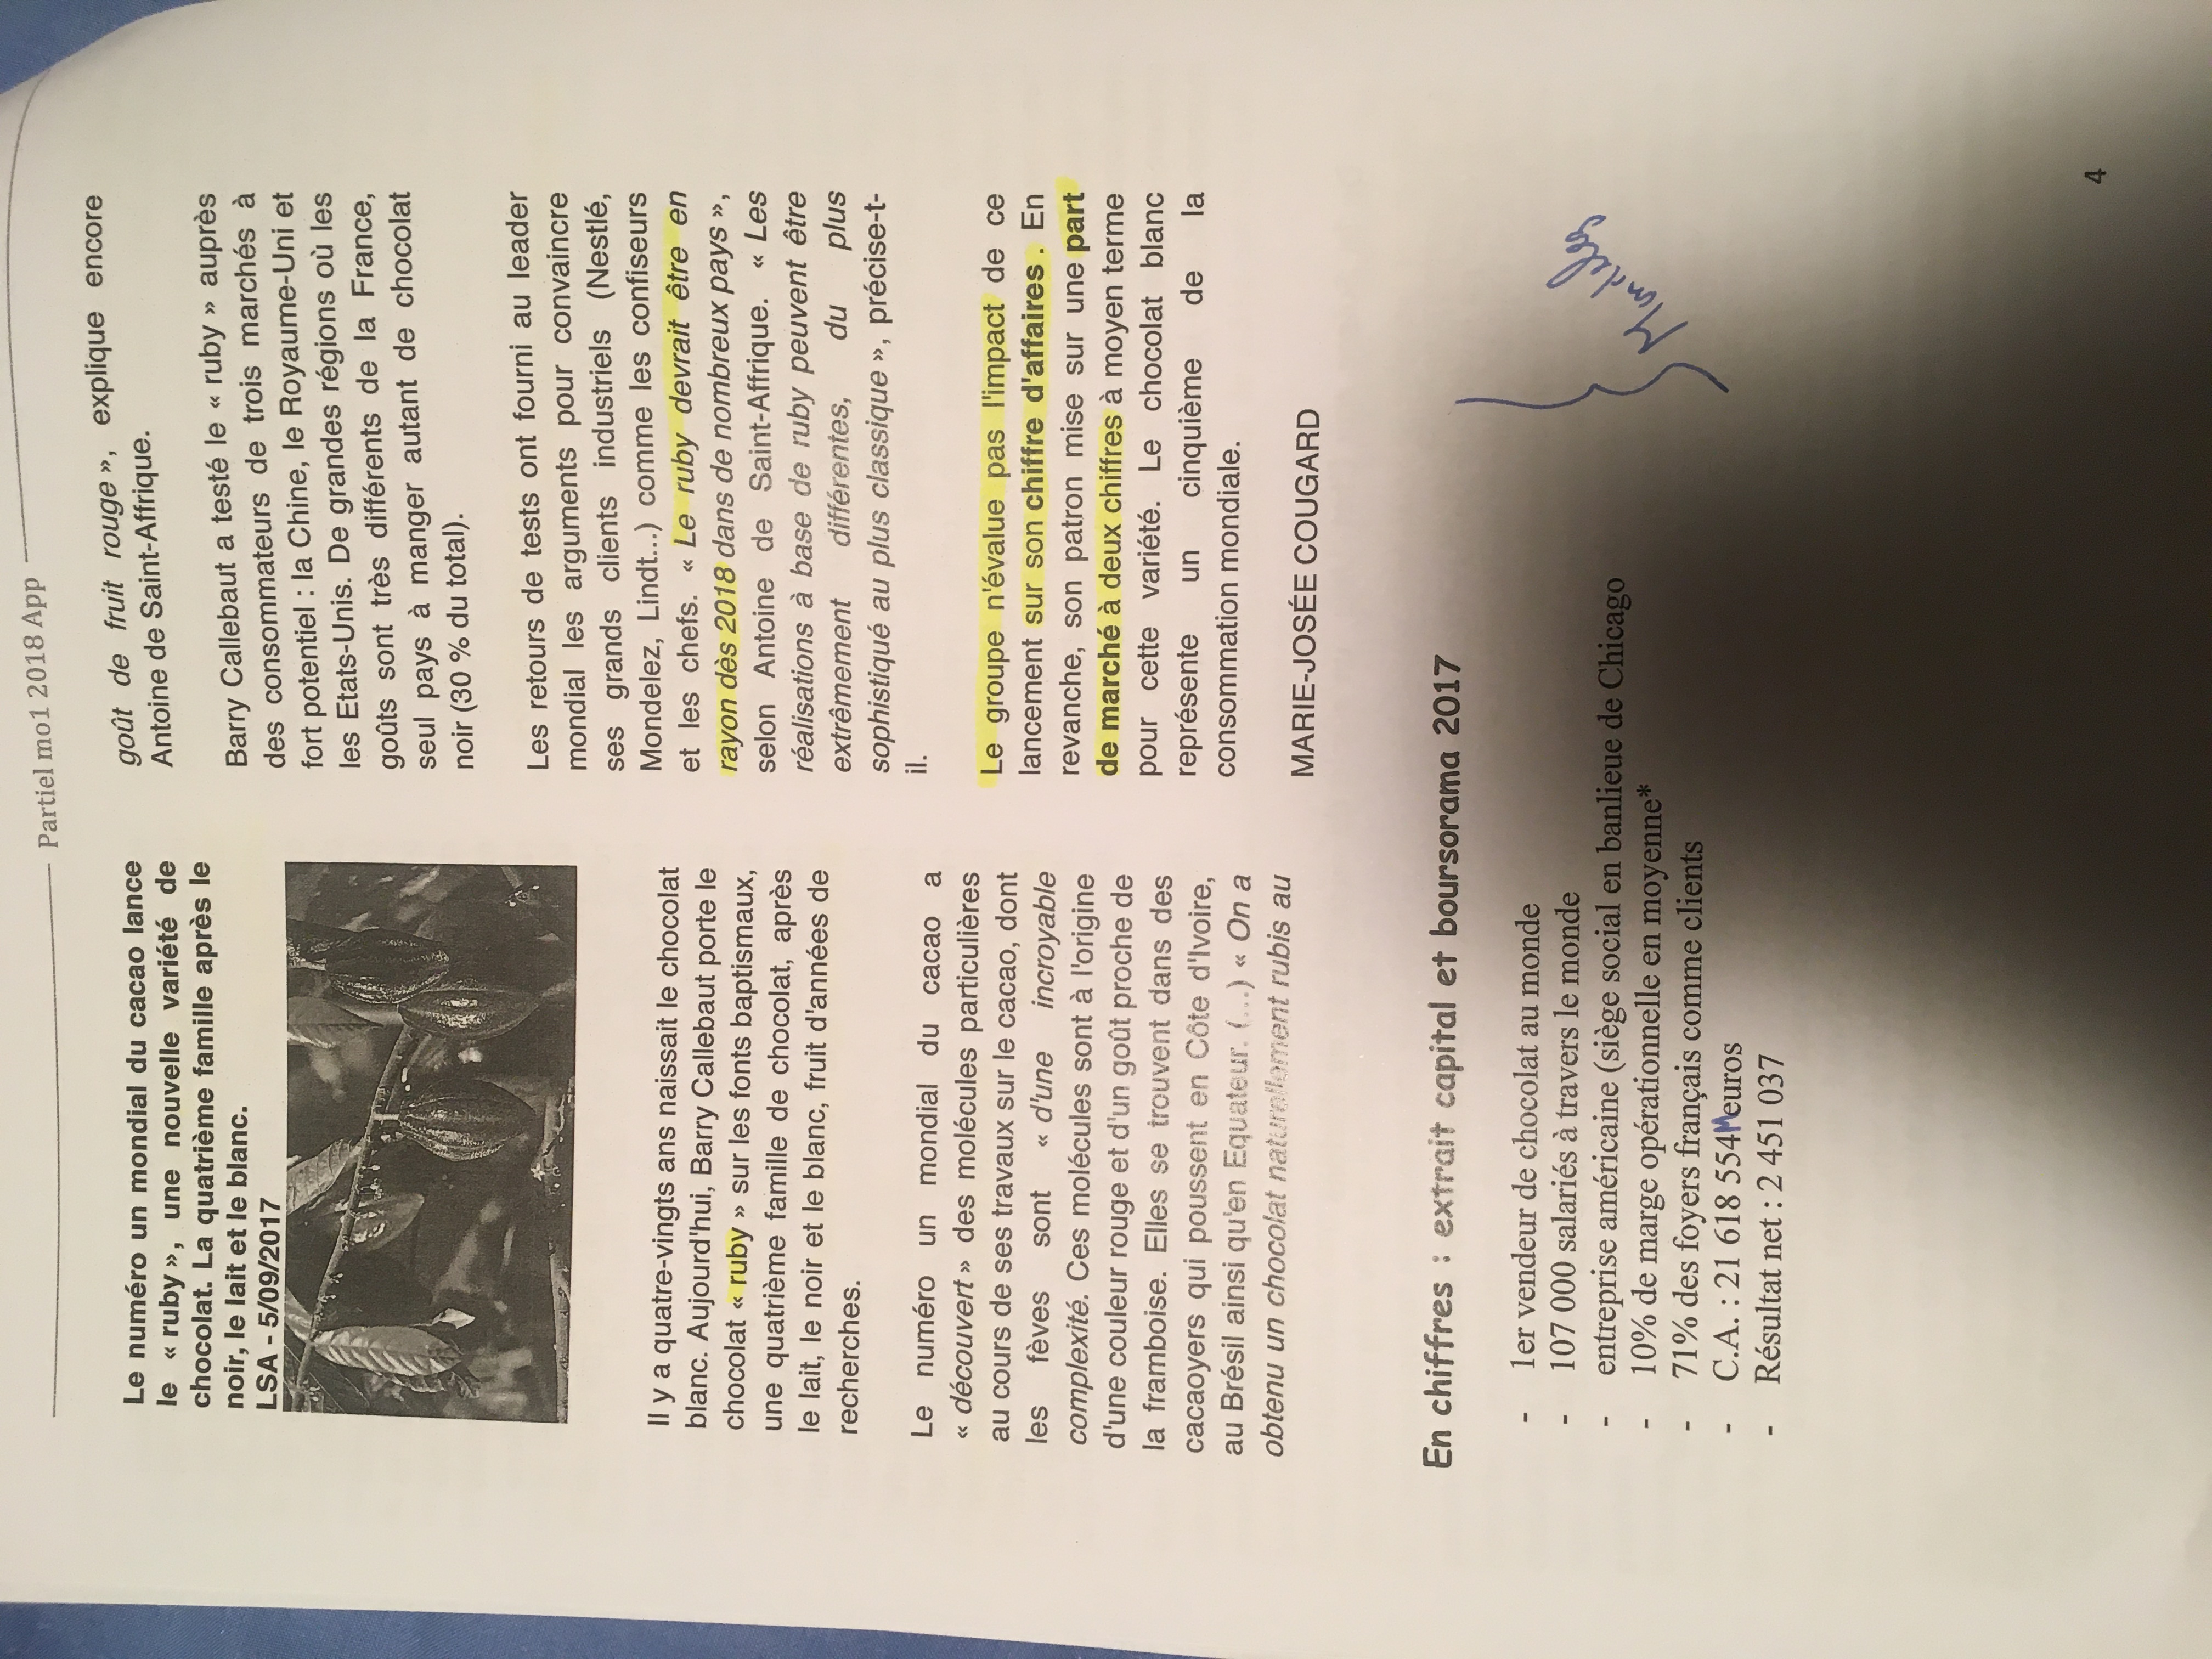 Partiel mo1 2018 App
Le numéro un mondial du cacao lance
le « ruby », une nouvelle variété de
chocolat. La quatrième famille après le
noir, le lait et le blanc.
LSA - 5/09/2017
Il y a quatre-vingts ans naissait le chocolat
blanc. Aujourd'hui, Barry Callebaut porte le
chocolat « ruby » sur les fonts baptismaux,
une quatrième famille de chocolat, après
le lait, le noir et le blanc, fruit d'années de
recherches.
Le numéro un mondial du cacao a
« découvert » des molécules particulières
au cours de ses travaux sur le cacao, dont
les fèves sont « d'une incroyable
complexité. Ces molécules sont à l'origine
d'une couleur rouge et d'un goût proche de
la framboise. Elles se trouvent dans des
cacaoyers qui poussent en Côte d'Ivoire,
au Brésil ainsi qu'en Equateur. (...) « On a
obtenu un chocolat naturellement rubis au
goût de fruit rouge », explique encore
Antoine de Saint-Affrique.
Barry Callebaut a testé le « ruby » auprès
des consommateurs de trois marchés à
fort potentiel : la Chine, le Royaume-Uni et
les Etats-Unis. De grandes régions où les
goûts sont très différents de la France,
seul pays à manger autant de chocolat
noir (30 % du total).
Les retours de tests ont fourni au leader
mondial les arguments pour convaincre
ses grands clients industriels (Nestlé,
Mondelez, Lindt...) comme les confiseurs
et les chefs. « Le ruby devrait être en
rayon dès 2018 dans de nombreux pays »,
selon Antoine de Saint-Affrique. « Les
réalisations à base de ruby peuvent être
extrêmement différentes, du plus
sophistiqué au plus classique », précise-t-
il.
Le groupe n'évalue pas l'impact de ce
lancement sur son chiffre d'affaires . En
revanche, son patron mise sur une part
de marché à deux chiffres à moyen terme
pour cette variété. Le chocolat blanc
représente un cinquième de la
consommation mondiale.
MARIE-JOSÉE COUGARD
En chiffres : extrait capital et boursorama 2017
- 1er vendeur de chocolat au monde
- 107 000 salariés à travers le monde
- entreprise américaine (siège social en banlieue de Chicago
- 10% de marge opérationnelle en moyenne*
- 71% des foyers français comme clients
- C.A. : 21 618 554Meuros
- Résultat net : 2 451 037
Mondelez
4